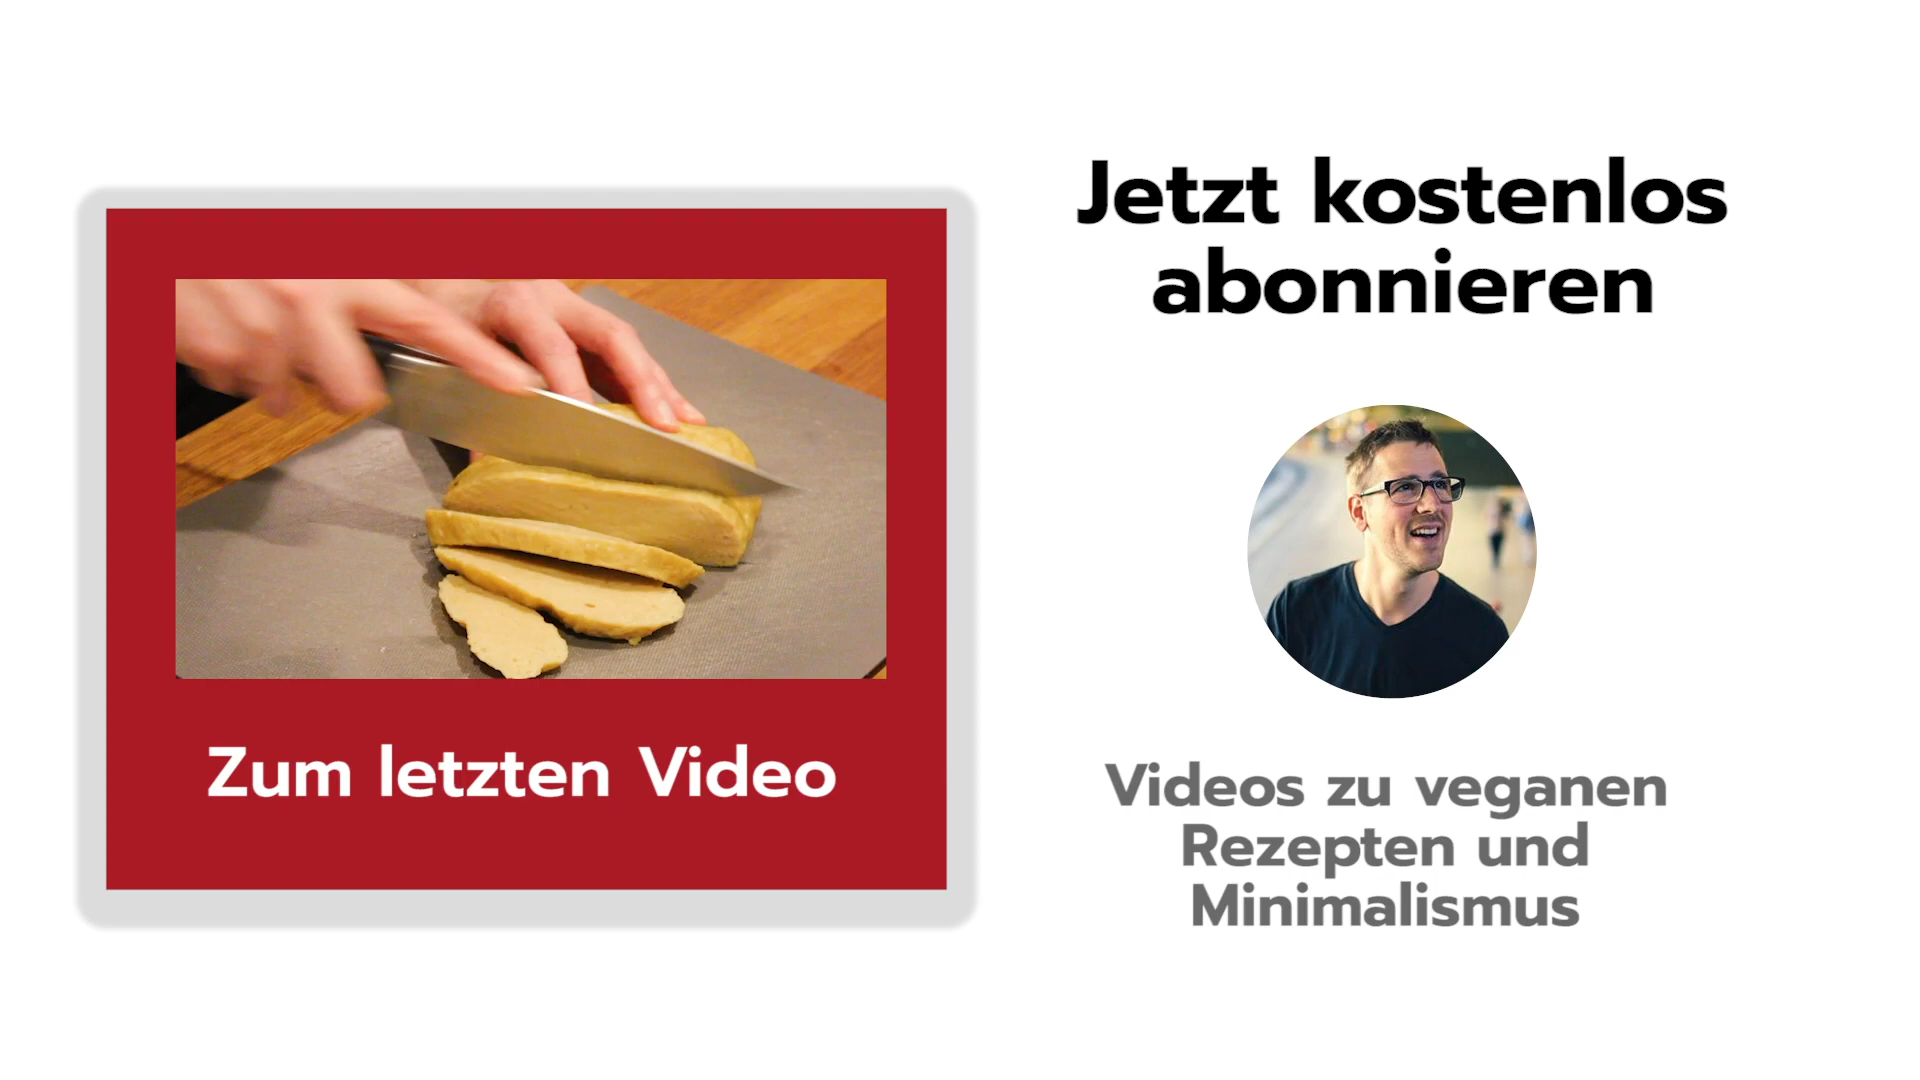 Zum letzten Video
Jetzt kostenlos
abonnieren
Videos zu veganen
Rezepten und
Minimalismus